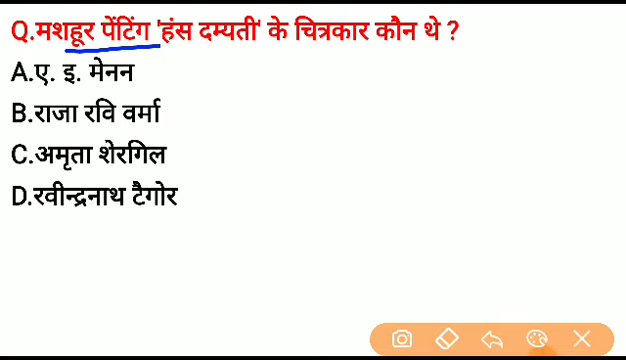 Q.मशहूर पेंटिंग 'हंस दम्यती' के चित्रकार कौन थे ?
A.ए. इ. मेनन
B.राजा रवि वर्मा
C.अमृता शेरगिल
D.रवीन्द्रनाथ टैगोर